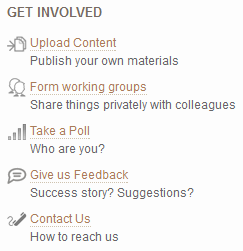 GET INVOLVED
Upload Content
Publish your own materials
Form working groups
Share things privately with colleagues
Take a Poll
Who are you?
Give us Feedback
Success story? Suggestions?
Contact Us
How to reach us